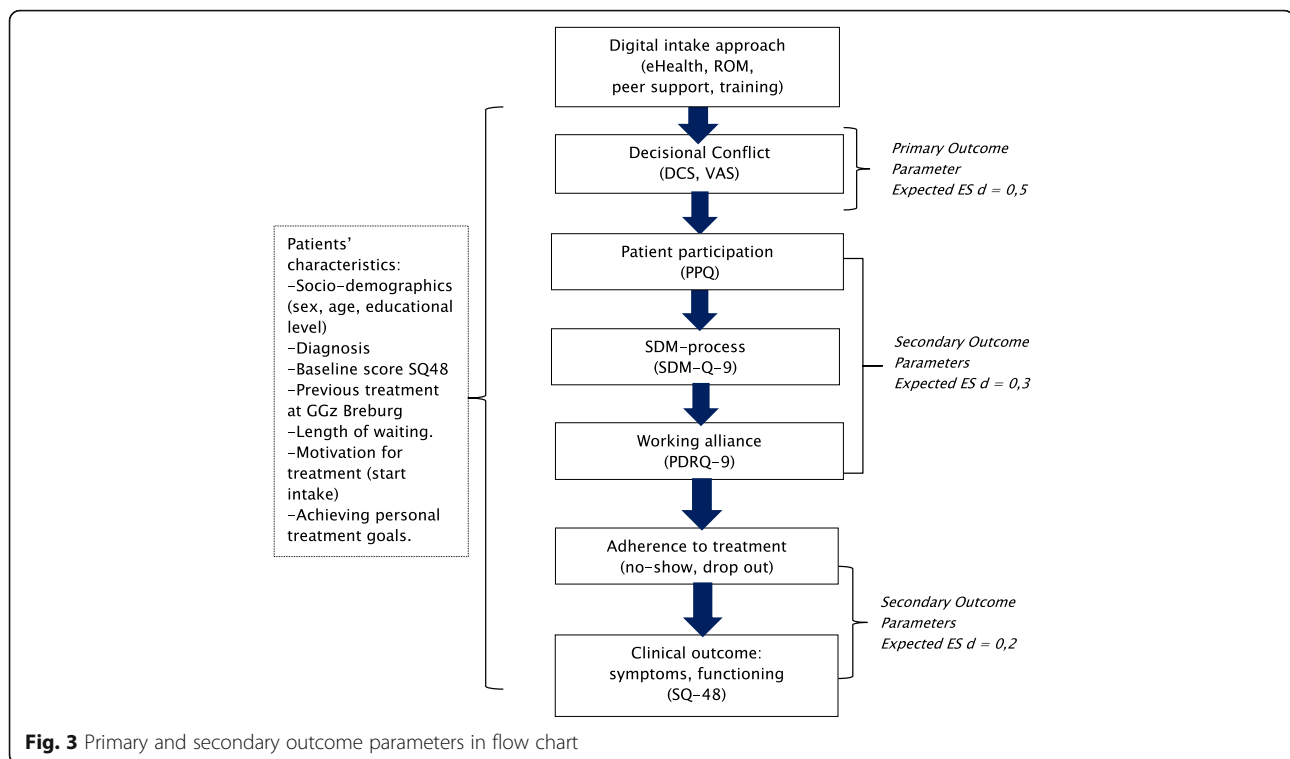 Digital intake approach
(eHealth, ROM,
peer support, training)
Decisional Conflict
(DCS, VAS)
Primary Outcome
Parameter
Expected ES d = 0,5
Patients'
characteristics:
-Socio-demographics
(sex, age, educational
level)
-Diagnosis
-Baseline score SQ48
-Previous treatment
at GGz Breburg
-Length of waiting.
-Motivation for
treatment (start
intake)
-Achieving personal
treatment goals.
Patient participation
(PPQ)
SDM-process
(SDM-Q-9)
Working alliance
(PDRQ-9)
Secondary Outcome
Parameters
Expected ES d = 0,3
Adherence to treatment
(no-show, drop out)
Clinical outcome:
symptoms, functioning
(SQ-48)
Secondary Outcome
Parameters
Expected ES d = 0,2
Fig. 3 Primary and secondary outcome parameters in flow chart